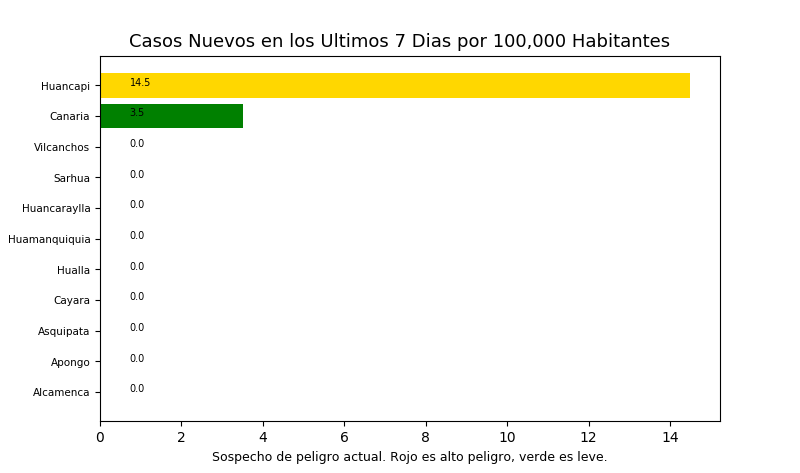 Casos Nuevos en los Ultimos 7 Dias por 100,000 Habitantes
Huancapi 14.5
Canaria 3.5
Vilcanchos 0.0
Sarhua 0.0
Huancaraylla 0.0
Huamanquiquia 0.0
Hualla 0.0
Cayara 0.0
Asquipata 0.0
Apongo 0.0
Alcamenca 0.0
0 2 4 6 8 10 12 14
Sospecho de peligro actual. Rojo es alto peligro, verde es leve.